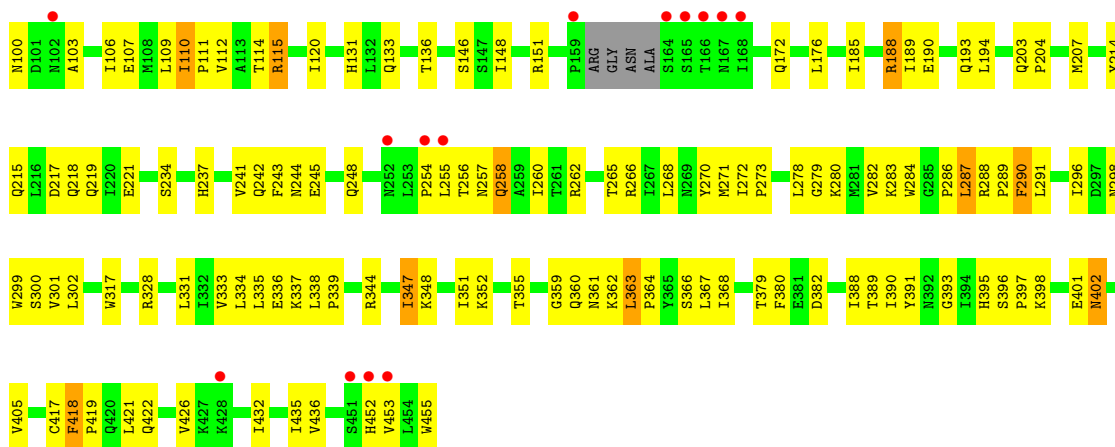 N100 D101 N102 A103 I106 E107 M108 L109 I110 P111 V112 A113 T114 R115 I120 H131 L132 Q133 T136 S146 S147 I148 R151 P159 ARG GLY ASN ALA S164 S165 T166 N167 I168 Q172 L176 I185 R188 I189 E190 Q193 L194 Q203 P204 M207 Y214
Q215 L216 D217 Q218 Q219 I220 E221 S234 H237 V241 Q242 F243 N244 E245 Q248 N252 L253 P254 L255 T256 N257 Q258 A259 I260 T261 R262 T265 R266 I267 L268 N269 Y270 M271 I272 P273 L278 G279 K280 M281 V282 K283 W284 G285 P286 L287 R288 P289 F290 L291 I296 D297 N298
W299 S300 V301 L302 W317 R328 L331 I332 V333 L334 L335 E336 K337 L338 P339 R344 I347 K348 I351 K352 T355 G359 Q360 N361 K362 L363 P364 Y365 S366 L367 I368 T379 F380 E381 D382 I388 T389 I390 Y391 N392 G393 I394 H395 S396 P397 K398 E401 N402
V405 C417 F418 P419 Q420 L421 Q422 V426 K427 K428 I432 I435 V436 S451 H452 V453 L454 W455